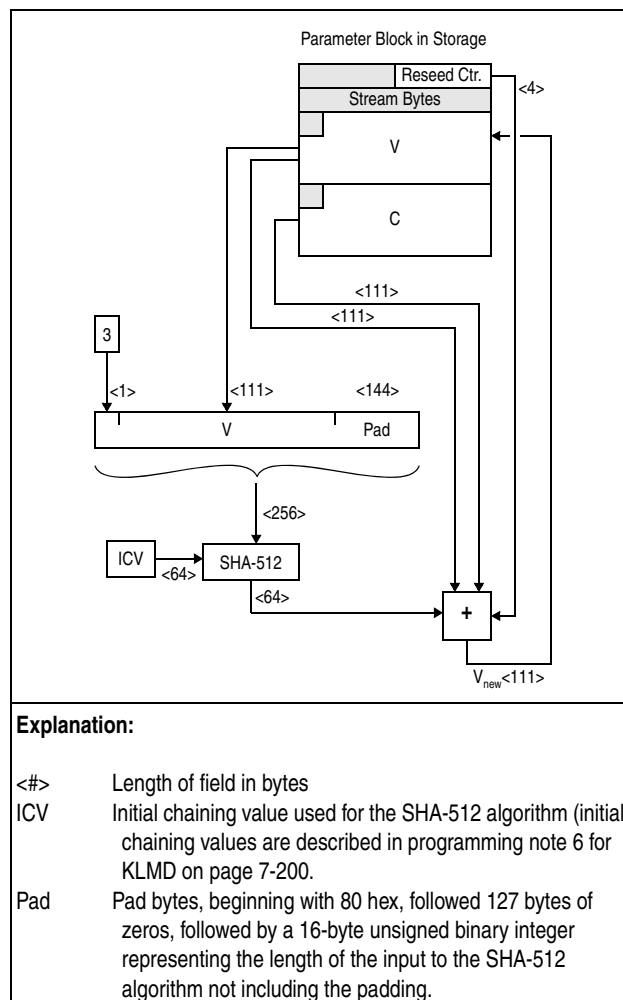 Parameter Block in Storage
Reseed Ctr.
<4>
Stream Bytes
V
C
<111>
<111>
3
<1>
<111>
<144>
V
Pad
<256>
ICV
<64>
SHA-512
<64>
+
Vnew<111>
Explanation:
<#> Length of field in bytes
ICV Initial chaining value used for the SHA-512 algorithm (initial
chaining values are described in programming note 6 for
KLMD on page 7-200.
Pad Pad bytes, beginning with 80 hex, followed 127 bytes of
zeros, followed by a 16-byte unsigned binary integer
representing the length of the input to the SHA-512
algorithm not including the padding.